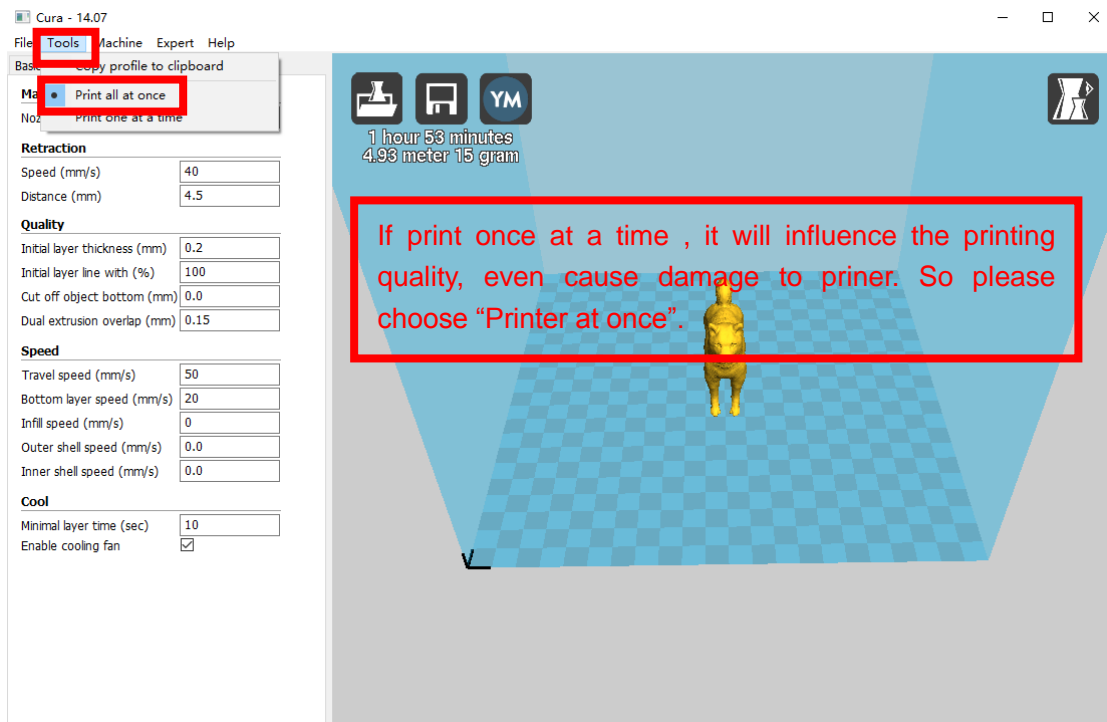 Cura - 14.07
File Tools Machine Expert Help
Basic
Copy profile to clipboard
Print all at once
Print one at a time
YM
1 hour 53 minutes
4.93 meter 15 gram
Retraction
Speed (mm/s) 40
Distance (mm) 4.5
Quality
Initial layer thickness (mm) 0.2
Initial layer line with (%) 100
Cut off object bottom (mm) 0.0
Dual extrusion overlap (mm) 0.15
Speed
Travel speed (mm/s) 50
Bottom layer speed (mm/s) 20
Infill speed (mm/s) 0
Outer shell speed (mm/s) 0.0
Inner shell speed (mm/s) 0.0
Cool
Minimal layer time (sec) 10
Enable cooling fan
If print once at a time , it will influence the printing
quality, even cause damage to priner. So please
choose “Printer at once”.